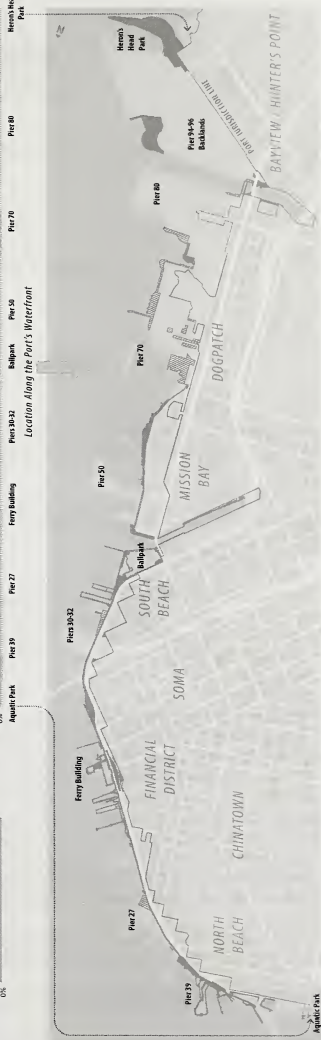 0%
0%
Aquatic Park
Pier 39
Pier 27
Ferry Building
Piers 30-32
Ballpark
Pier 50
Pier 70
Pier 80
Heron's Head
Park
Location Along the Port's Waterfront
N
Heron's
Head
Park
PORT JURISDICTION LINE
Pier 94-96
Backlands
BAYVIEW / HUNTER'S POINT
Pier 80
Pier 70
DOGPATCH
Pier 50
MISSION
BAY
Ballpark
SOUTH
BEACH
Piers 30-32
SOMA
Ferry Building
FINANCIAL
DISTRICT
CHINATOWN
Pier 27
NORTH
BEACH
Pier 39
Aquatic Park